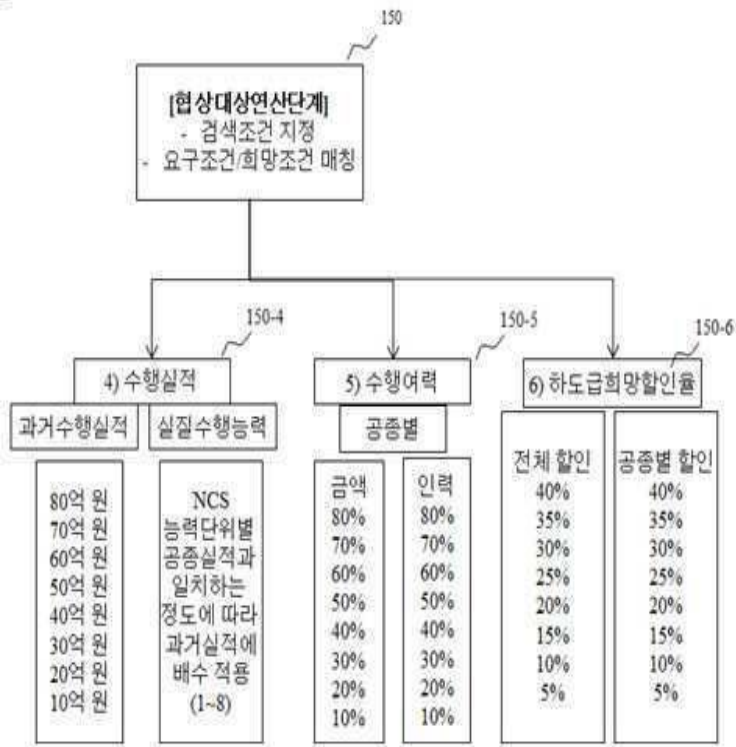 150
[협상대상연산단계]
- 검색조건 지정
- 요구조건/희망조건 매칭
150-4
4) 수행실적
과거수행실적
실질수행능력
80억 원
70억 원
60억 원
50억 원
40억 원
30억 원
20억 원
10억 원
NCS
능력단위별
공종실적과
일치하는
정도에 따라
과거실적에
배수 적용
(1~8)
150-5
5) 수행여력
공종별
금액
80%
70%
60%
50%
40%
30%
20%
10%
인력
80%
70%
60%
50%
40%
30%
20%
10%
150-6
6) 하도급희망할인율
전체 할인
40%
35%
30%
25%
20%
15%
10%
5%
공종별 할인
40%
35%
30%
25%
20%
15%
10%
5%